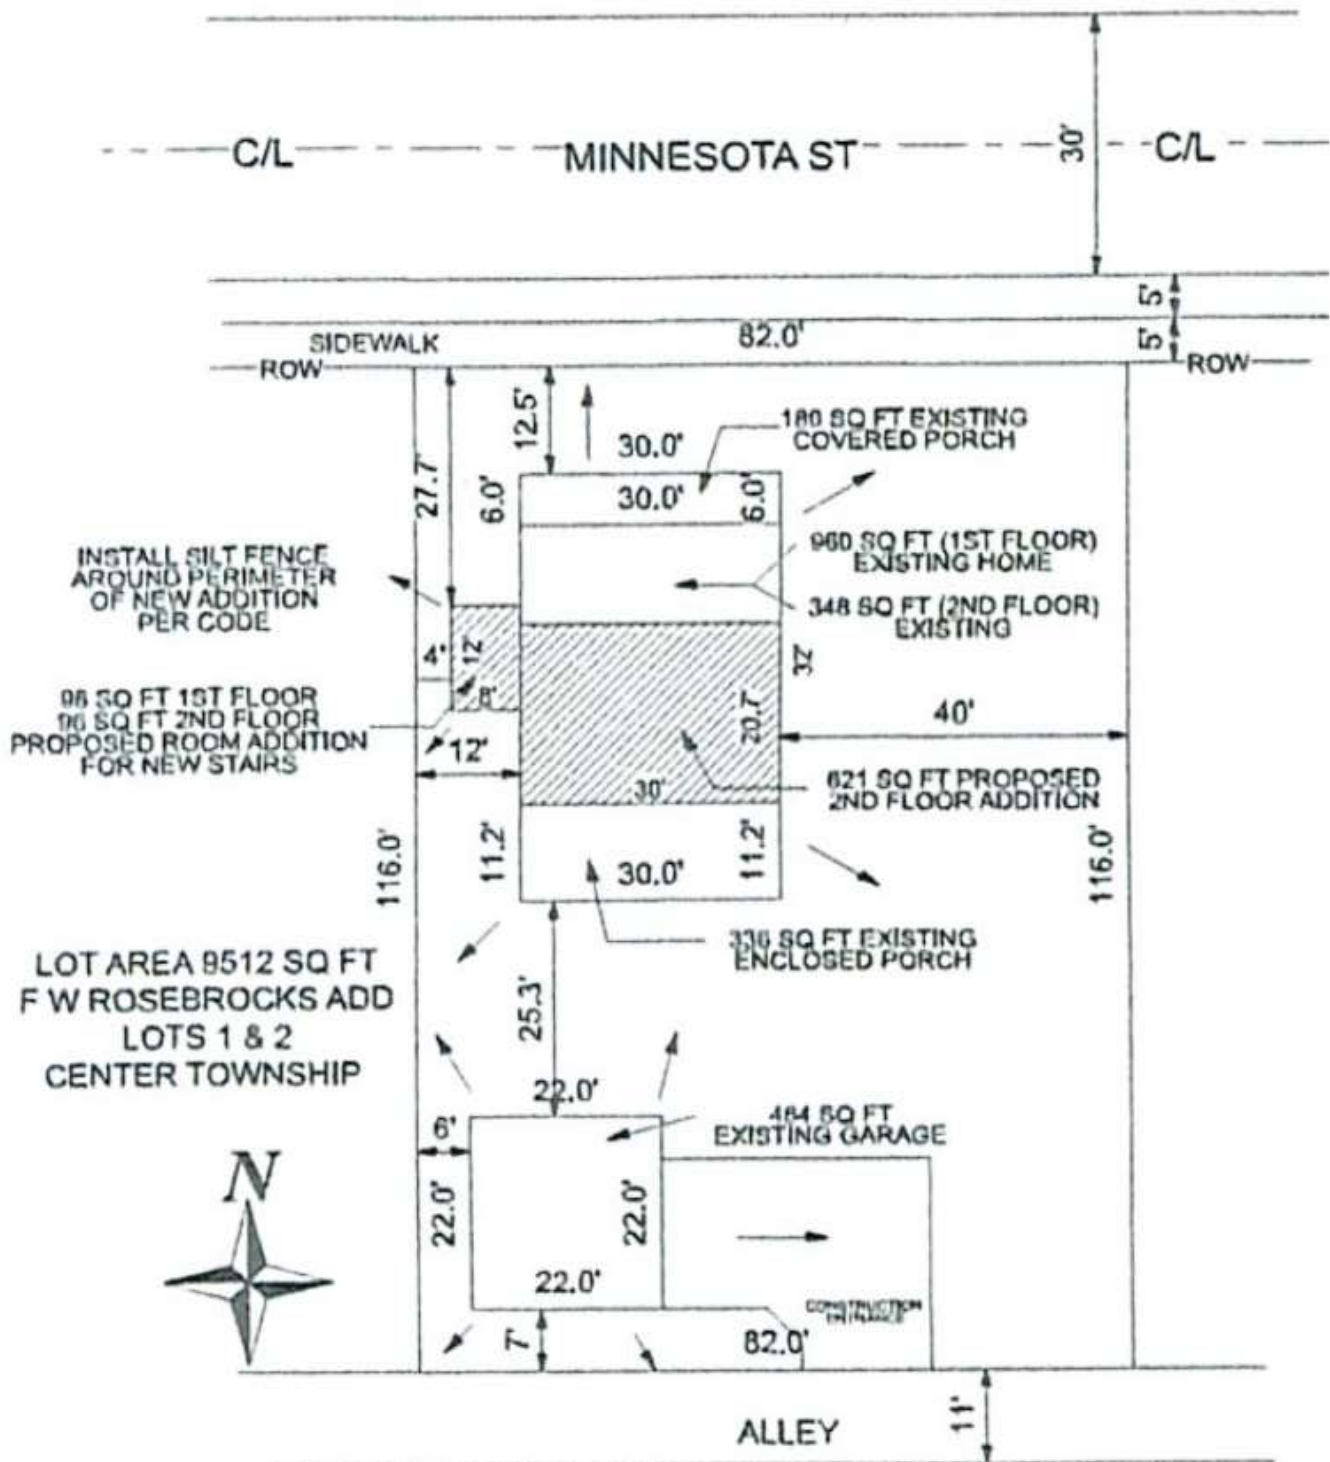 30'
C/L
MINNESOTA ST
C/L
5'
SIDEWALK
82.0'
5'
ROW
ROW
27.7'
12.5'
30.0'
180 SQ FT EXISTING
COVERED PORCH
6.0'
30.0'
6.0'
INSTALL SILT FENCE
AROUND PERIMETER
OF NEW ADDITION
PER CODE
960 SQ FT (1ST FLOOR)
EXISTING HOME
348 SQ FT (2ND FLOOR)
EXISTING
4'
12'
8'
32'
96 SQ FT 1ST FLOOR
96 SQ FT 2ND FLOOR
PROPOSED ROOM ADDITION
FOR NEW STAIRS
12'
20.7'
40'
30'
621 SQ FT PROPOSED
2ND FLOOR ADDITION
116.0'
11.2'
30.0'
11.2'
116.0'
336 SQ FT EXISTING
ENCLOSED PORCH
LOT AREA 9512 SQ FT
F W ROSEBROCKS ADD
LOTS 1 & 2
CENTER TOWNSHIP
25.3'
22.0'
484 SQ FT
EXISTING GARAGE
6'
N
22.0'
22.0'
22.0'
CONSTRUCTION
7'
82.0'
11'
ALLEY